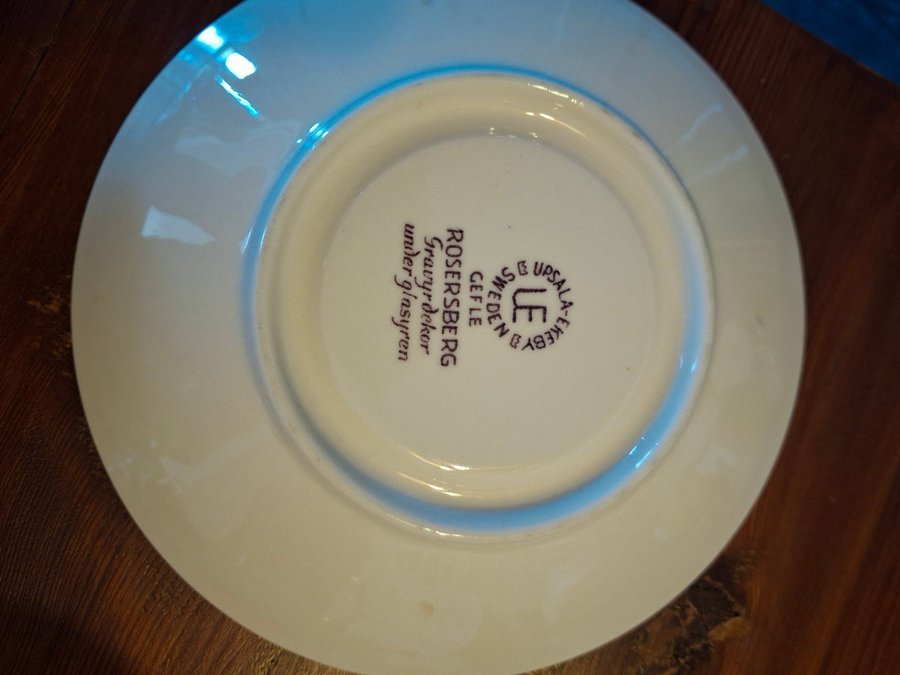 UPSALA-EKEBY
UE
SWEDEN
GEFLE
ROSERSBERG
Gravyrdekor
under glasyren